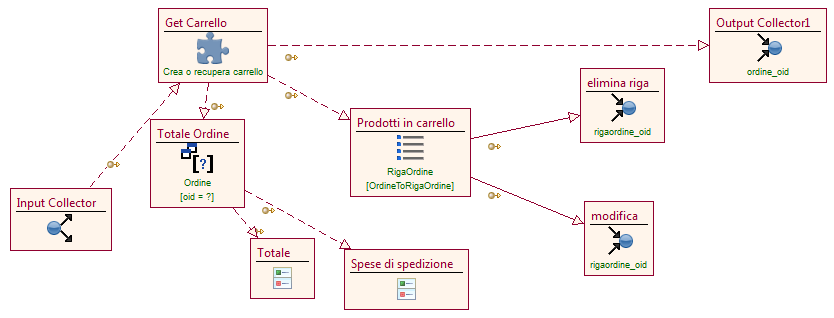 Get Carrello
Crea o recupera carrello
Output Collector1
ordine_oid
elimina riga
rigaordine_oid
Prodotti in carrello
RigaOrdine
[OrdineToRigaOrdine]
Totale Ordine
[?]
Ordine
[oid = ?]
Input Collector
modifica
rigaordine_oid
Totale
Spese di spedizione